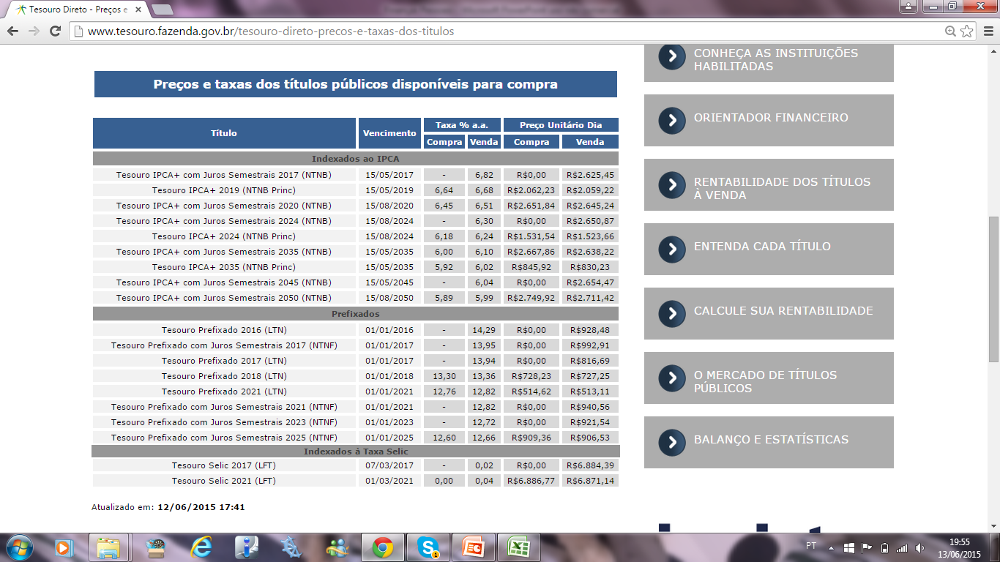 Tesouro Direto - Preços e
www.tesouro.fazenda.gov.br/tesouro-direto-precos-e-taxas-dos-titulos
Preços e taxas dos títulos públicos disponíveis para compra
Título Vencimento Taxa % a.a. Preço Unitário Dia
Compra Venda Compra Venda
Indexados ao IPCA
Tesouro IPCA+ com Juros Semestrais 2017 (NTNB) 15/05/2017 - 6,82 R$0,00 R$2.625,45
Tesouro IPCA+ 2019 (NTNB Princ) 15/05/2019 6,64 6,68 R$2.062,23 R$2.059,22
Tesouro IPCA+ com Juros Semestrais 2020 (NTNB) 15/08/2020 6,45 6,51 R$2.651,84 R$2.645,24
Tesouro IPCA+ com Juros Semestrais 2024 (NTNB) 15/08/2024 - 6,30 R$0,00 R$2.650,87
Tesouro IPCA+ 2024 (NTNB Princ) 15/08/2024 6,18 6,24 R$1.531,54 R$1.523,66
Tesouro IPCA+ com Juros Semestrais 2035 (NTNB) 15/05/2035 6,00 6,10 R$2.667,86 R$2.638,22
Tesouro IPCA+ 2035 (NTNB Princ) 15/05/2035 5,92 6,02 R$845,92 R$830,23
Tesouro IPCA+ com Juros Semestrais 2045 (NTNB) 15/05/2045 - 6,04 R$0,00 R$2.654,47
Tesouro IPCA+ com Juros Semestrais 2050 (NTNB) 15/08/2050 5,89 5,99 R$2.749,92 R$2.711,42
Prefixados
Tesouro Prefixado 2016 (LTN) 01/01/2016 - 14,29 R$0,00 R$928,48
Tesouro Prefixado com Juros Semestrais 2017 (NTNF) 01/01/2017 - 13,95 R$0,00 R$992,91
Tesouro Prefixado 2017 (LTN) 01/01/2017 - 13,94 R$0,00 R$816,69
Tesouro Prefixado 2018 (LTN) 01/01/2018 13,30 13,36 R$728,23 R$727,25
Tesouro Prefixado 2021 (LTN) 01/01/2021 12,76 12,82 R$514,62 R$513,11
Tesouro Prefixado com Juros Semestrais 2021 (NTNF) 01/01/2021 - 12,82 R$0,00 R$940,56
Tesouro Prefixado com Juros Semestrais 2023 (NTNF) 01/01/2023 - 12,72 R$0,00 R$921,54
Tesouro Prefixado com Juros Semestrais 2025 (NTNF) 01/01/2025 12,60 12,66 R$909,36 R$906,53
Indexados à Taxa Selic
Tesouro Selic 2017 (LFT) 07/03/2017 - 0,02 R$0,00 R$6.884,39
Tesouro Selic 2021 (LFT) 01/03/2021 0,00 0,04 R$6.886,77 R$6.871,14
Atualizado em: 12/06/2015 17:41
CONHEÇA AS INSTITUIÇÕES
HABILITADAS
ORIENTADOR FINANCEIRO
RENTABILIDADE DOS TÍTULOS
À VENDA
ENTENDA CADA TÍTULO
CALCULE SUA RENTABILIDADE
O MERCADO DE TÍTULOS
PÚBLICOS
BALANÇO E ESTATÍSTICAS
PT
19:55
13/06/2015